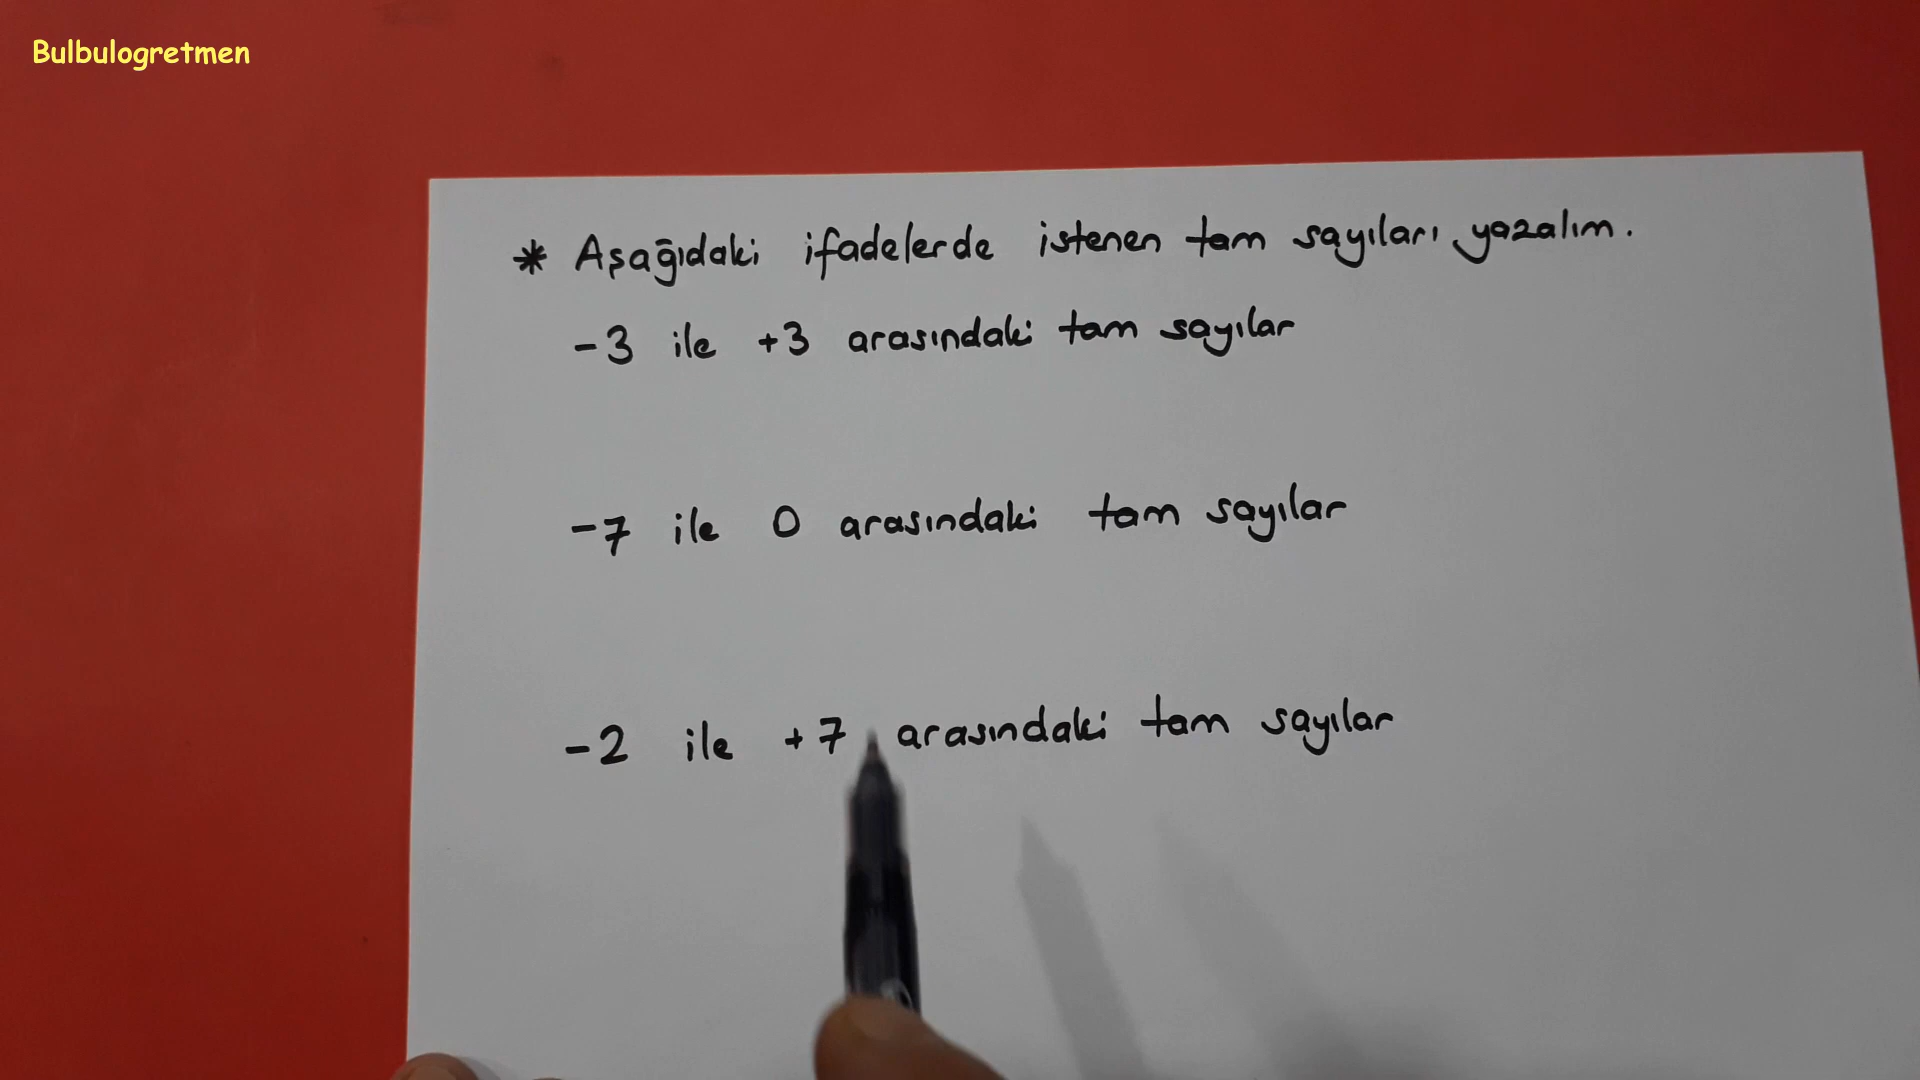 Bulbulogretmen
* Aşağıdaki ifadelerde istenen tam sayıları yazalım.
-3 ile +3 arasındaki tam sayılar
-7 ile 0 arasındaki tam sayılar
-2 ile +7 arasındaki tam sayılar